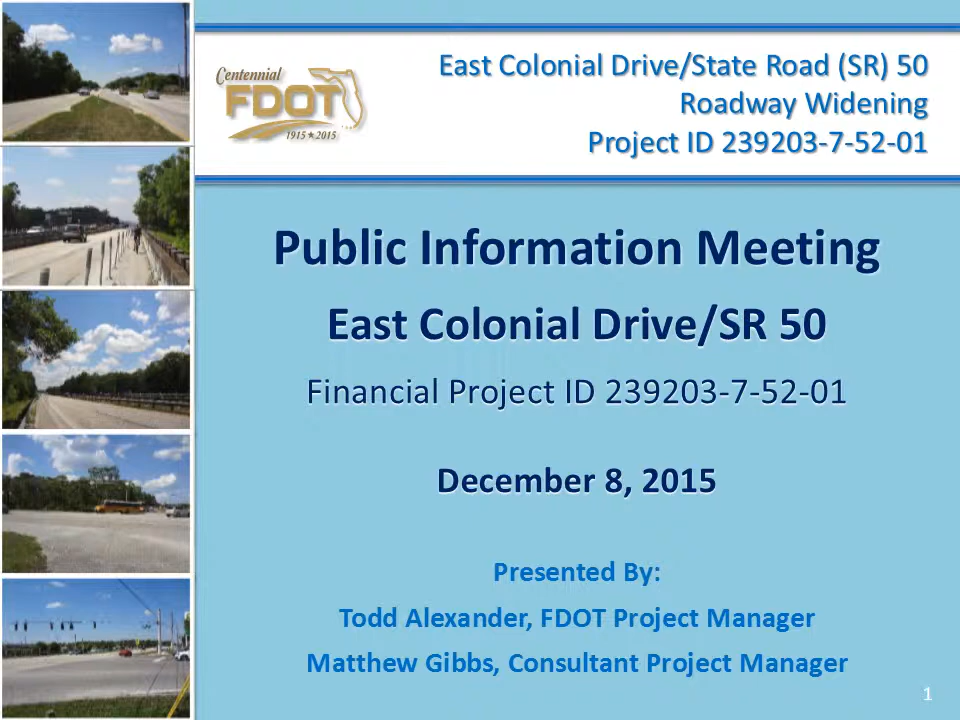 East Colonial Drive/State Road (SR) 50
Roadway Widening
Project ID 239203-7-52-01
Centennial
FDOT
1915★2015
Public Information Meeting
East Colonial Drive/SR 50
Financial Project ID 239203-7-52-01
December 8, 2015
Presented By:
Todd Alexander, FDOT Project Manager
Matthew Gibbs, Consultant Project Manager
1